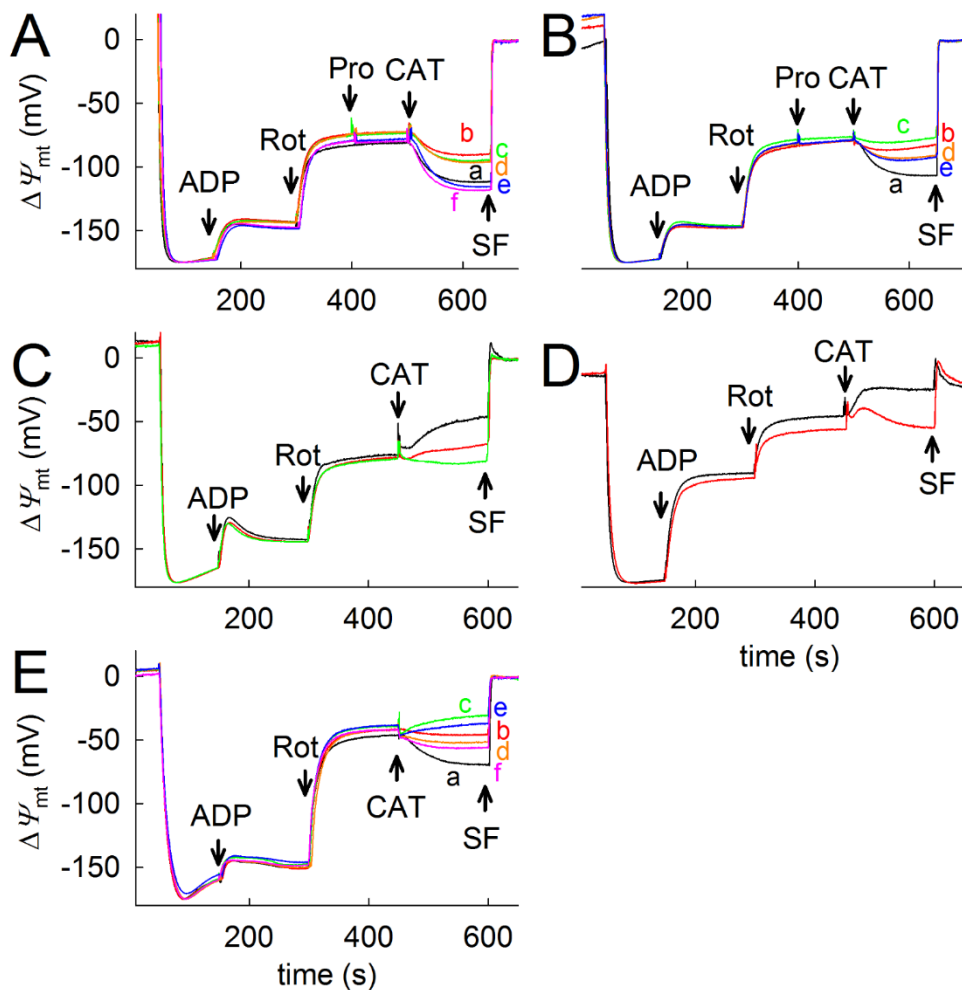 A
ΔΨmt (mV)
0
-50
-100
-150
ADP
Rot
Pro
CAT
b
c
d
a
e
f
SF
200
400
600
B
ADP
Rot
Pro
CAT
c
b
d
e
a
SF
200
400
600
C
ΔΨmt (mV)
0
-50
-100
-150
ADP
Rot
CAT
SF
200
400
600
D
ADP
Rot
CAT
SF
200
400
600
time (s)
E
ΔΨmt (mV)
0
-50
-100
-150
ADP
Rot
CAT
c
e
b
d
a
f
SF
200
400
600
time (s)